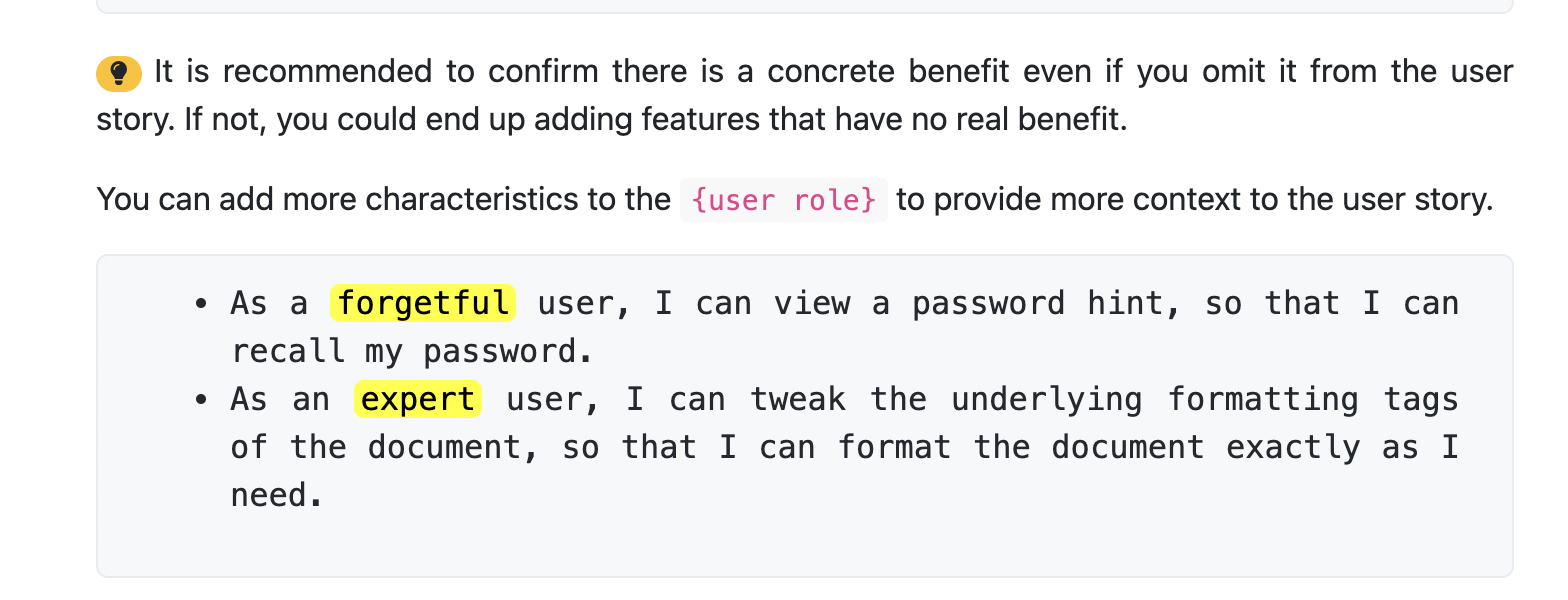 It is recommended to confirm there is a concrete benefit even if you omit it from the user
story. If not, you could end up adding features that have no real benefit.
You can add more characteristics to the {user role} to provide more context to the user story.
• As a forgetful user, I can view a password hint, so that I can
recall my password.
• As an expert user, I can tweak the underlying formatting tags
of the document, so that I can format the document exactly as I
need.